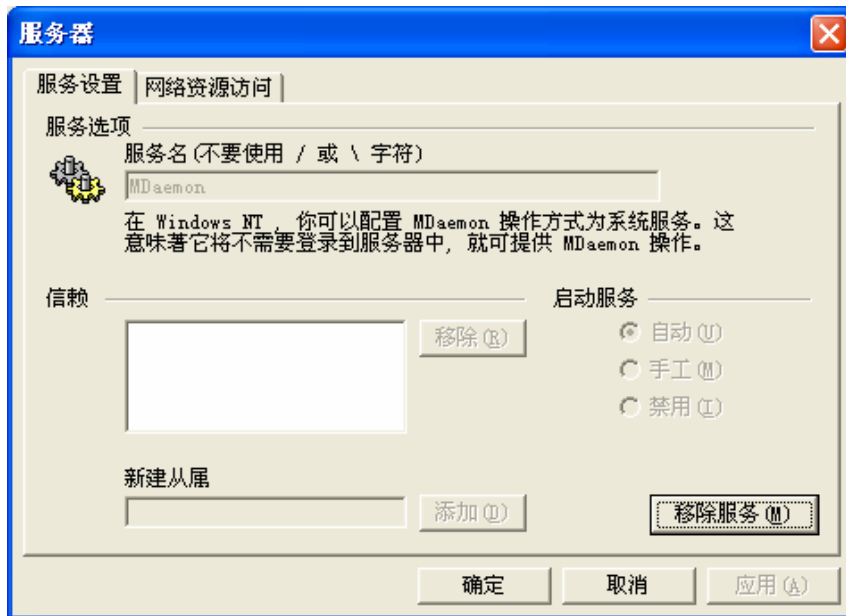 服务器
服务设置
网络资源访问
服务选项
服务名(不要使用 / 或 \ 字符)
MDaemon
在 Windows NT , 你可以配置 MDaemon 操作方式为系统服务。这
意味著它将不需要登录到服务器中, 就可提供 MDaemon 操作。
信赖
启动服务
移除(R)
自动(U)
手工(M)
禁用(I)
新建从属
添加(D)
移除服务(M)
确定
取消
应用(A)